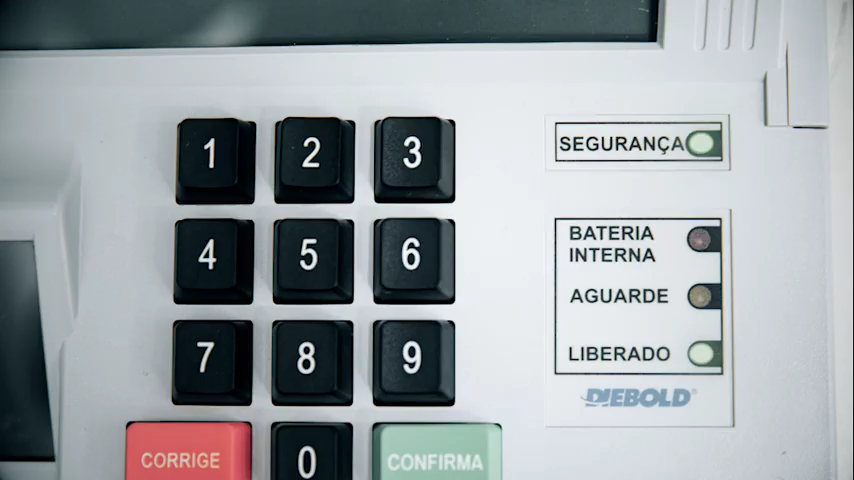 1 2 3
SEGURANÇA
4 5 6
BATERIA
INTERNA
AGUARDE
7 8 9
LIBERADO
DIEBOLD®
CORRIGE 0 CONFIRMA